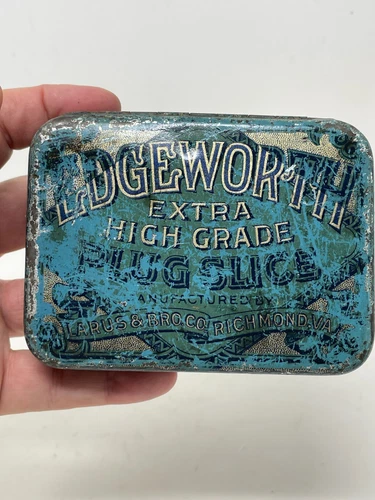 EDGEWORTH
EXTRA
HIGH GRADE
PLUG SLICE
MANUFACTURED BY
LARUS & BRO. CO. RICHMOND, VA.